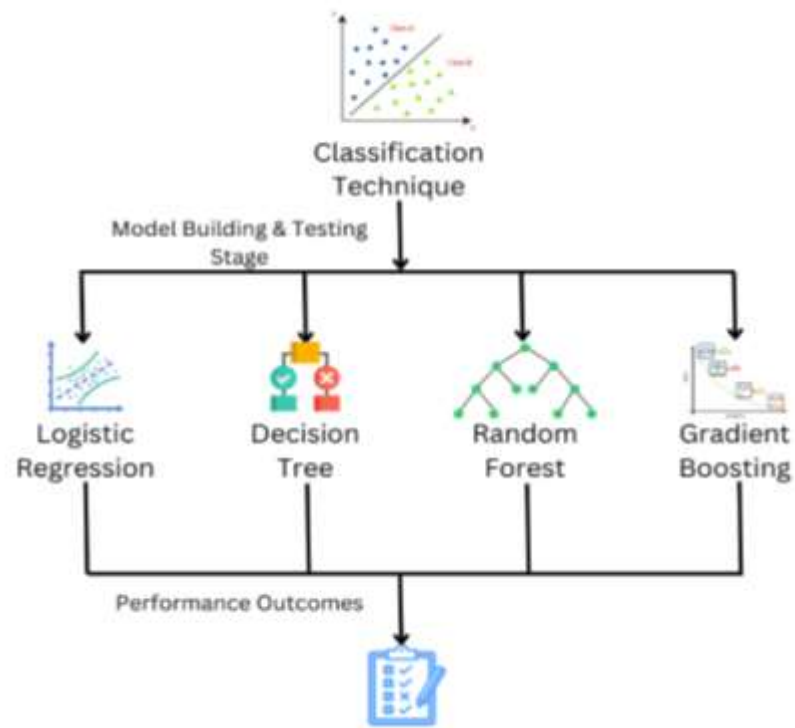 Classification
Technique
Model Building & Testing
Stage
Logistic
Regression
Decision
Tree
Random
Forest
Gradient
Boosting
Performance Outcomes